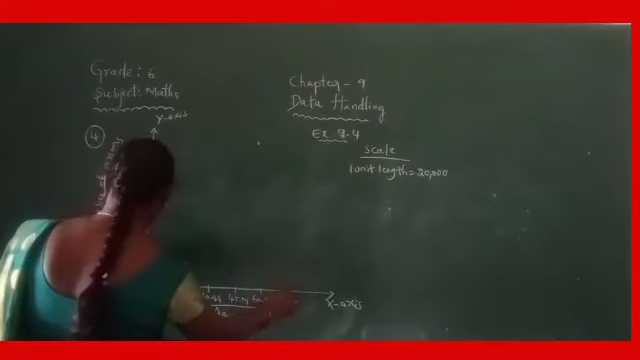 Grade: 6
Subject: Maths
Chapter - 9
Data Handling
Ex 9.4
Scale
1 unit length = 20,000
4
y-axis
x-axis